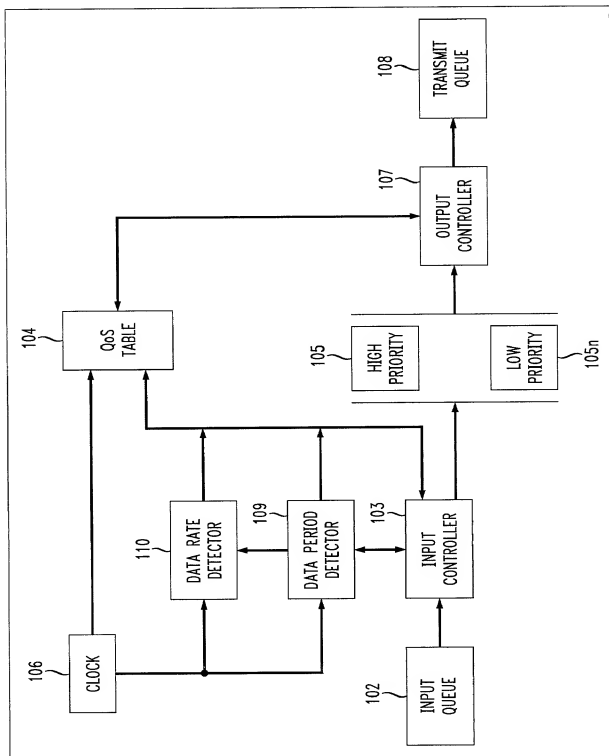 106
CLOCK
104
QoS
TABLE
110
DATA RATE
DETECTOR
109
DATA PERIOD
DETECTOR
102
INPUT
QUEUE
103
INPUT
CONTROLLER
105
HIGH
PRIORITY
LOW
PRIORITY
105n
107
OUTPUT
CONTROLLER
108
TRANSMIT
QUEUE